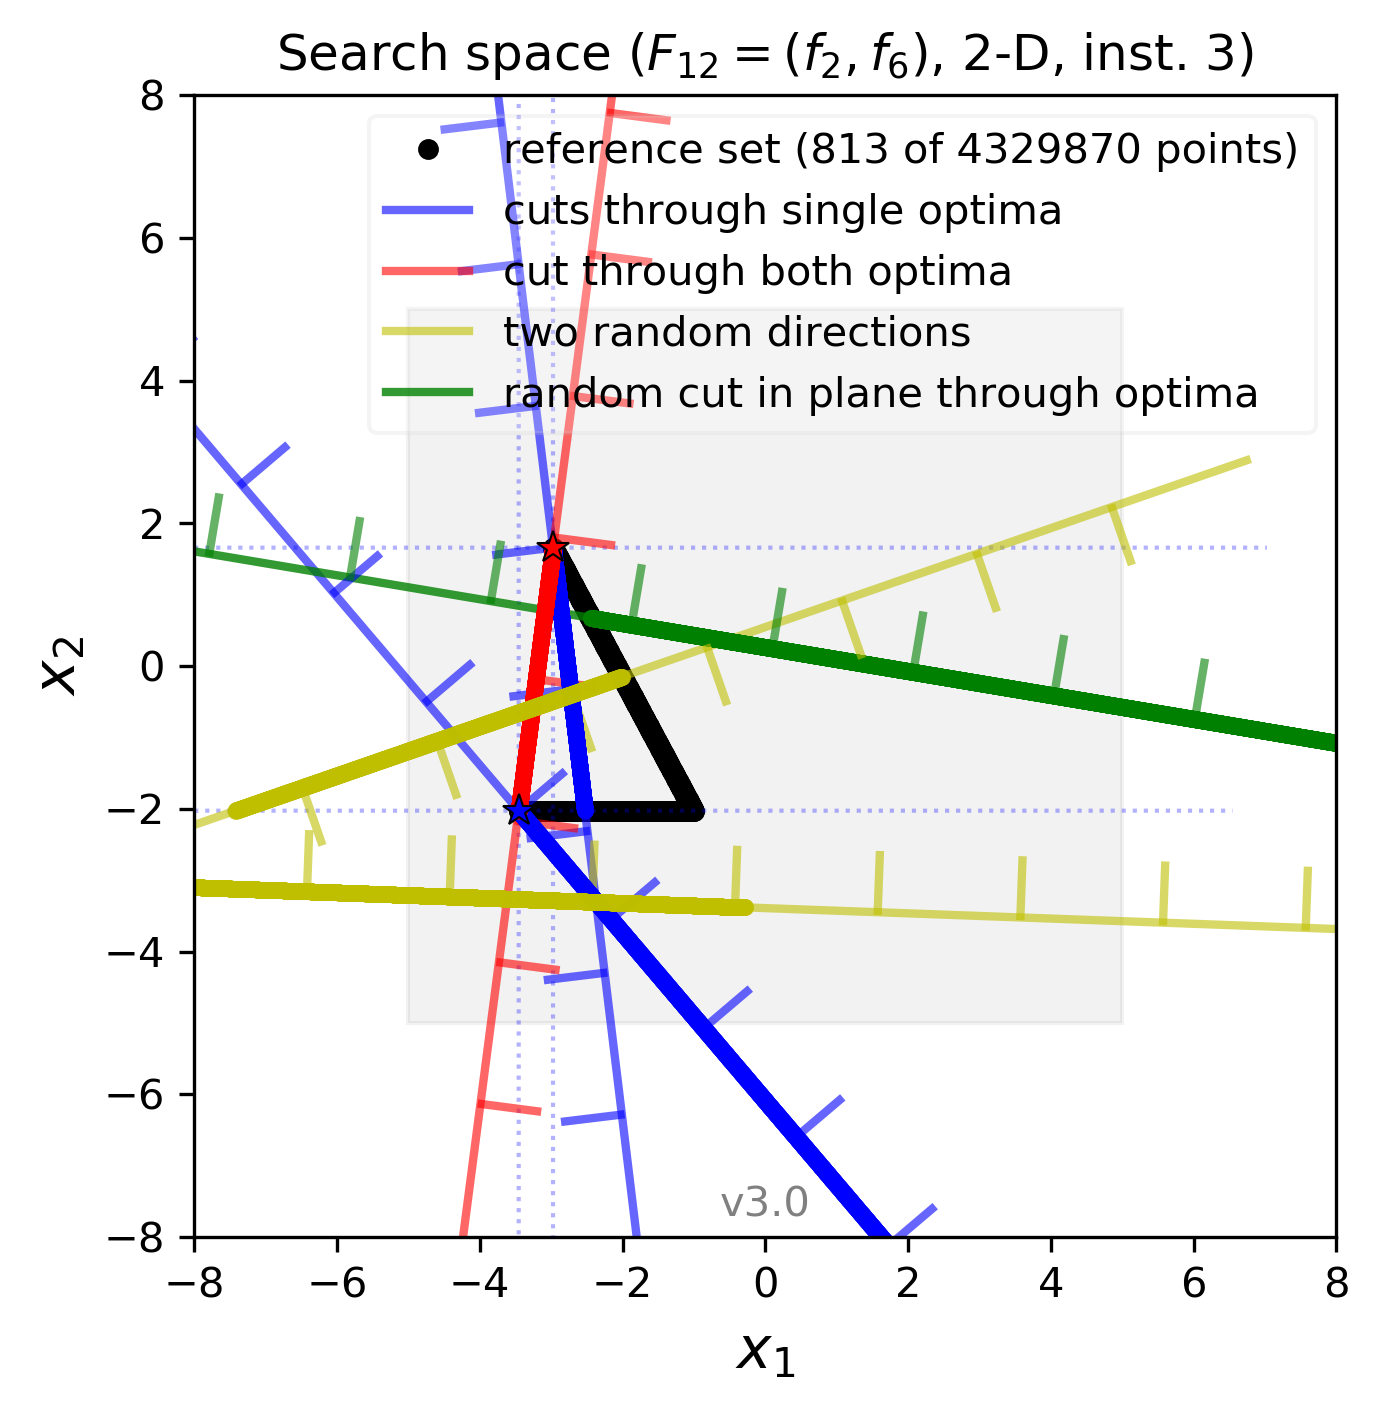 Search space (F12 = (f2, f6), 2-D, inst. 3)
8
6
4
2
0
−2
−4
−6
−8
x2
reference set (813 of 4329870 points)
cuts through single optima
cut through both optima
two random directions
random cut in plane through optima
v3.0
−8 −6 −4 −2 0 2 4 6 8
x1